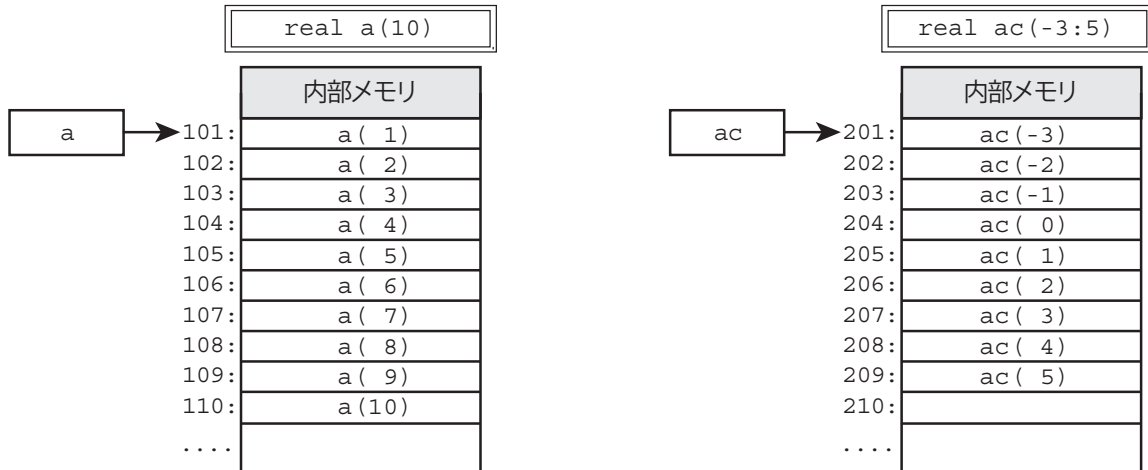 real a(10)
内部メモリ
a
101: a( 1)
102: a( 2)
103: a( 3)
104: a( 4)
105: a( 5)
106: a( 6)
107: a( 7)
108: a( 8)
109: a( 9)
110: a(10)
....
real ac(-3:5)
内部メモリ
ac
201: ac(-3)
202: ac(-2)
203: ac(-1)
204: ac( 0)
205: ac( 1)
206: ac( 2)
207: ac( 3)
208: ac( 4)
209: ac( 5)
210:
....